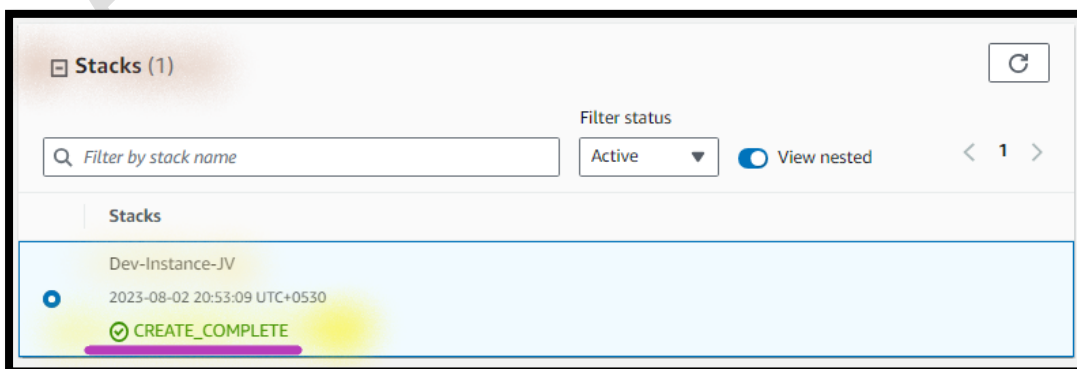 Stacks (1)
Filter status
Filter by stack name
Active
View nested
1
Stacks
Dev-Instance-JV
2023-08-02 20:53:09 UTC+0530
CREATE_COMPLETE